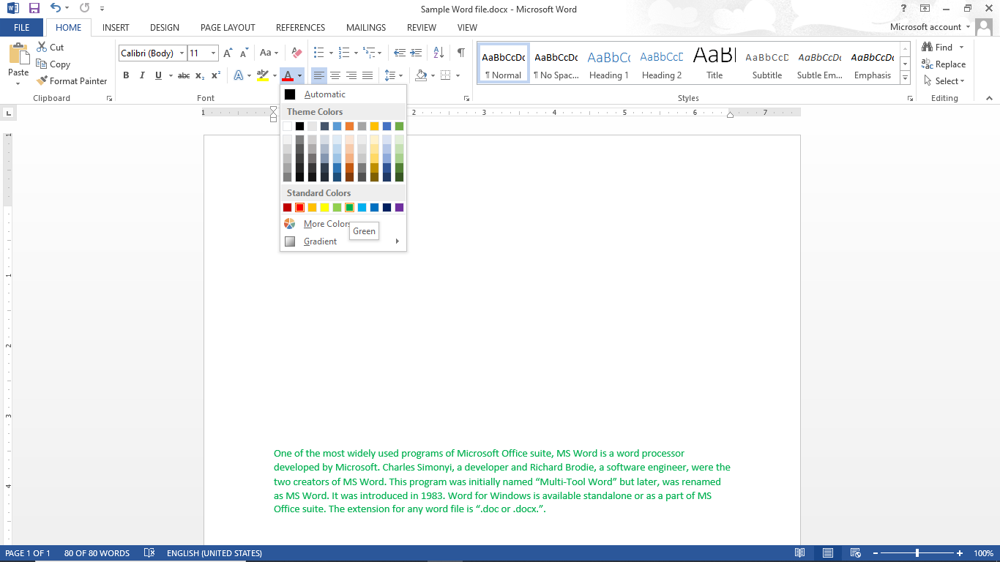 Sample Word file.docx - Microsoft Word
FILE HOME INSERT DESIGN PAGE LAYOUT REFERENCES MAILINGS REVIEW VIEW Microsoft account
Paste
Cut
Copy
Format Painter
Clipboard
Calibri (Body) 11 Aa
B I U abc x₂ x² A ab A
Font
AaBbCcDc AaBbCcDc AaBbCc AaBbCcD AaB AaBbCcD AaBbCcDc AaBbCcDc
¶ Normal ¶ No Spac... Heading 1 Heading 2 Title Subtitle Subtle Em... Emphasis
Styles
Find
Replace
Select
Editing
Automatic
Theme Colors
Standard Colors
More Colors
Green
Gradient
1 2 3 4 5 6 7
1
1
2
3
4
One of the most widely used programs of Microsoft Office suite, MS Word is a word processor
developed by Microsoft. Charles Simonyi, a developer and Richard Brodie, a software engineer, were the
two creators of MS Word. This program was initially named “Multi-Tool Word” but later, was renamed
as MS Word. It was introduced in 1983. Word for Windows is available standalone or as a part of MS
Office suite. The extension for any word file is “.doc or .docx.”.
PAGE 1 OF 1 80 OF 80 WORDS ENGLISH (UNITED STATES) 100%